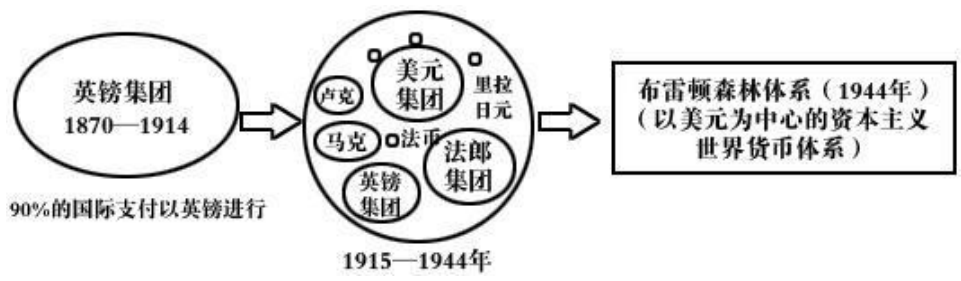 英镑集团
1870—1914
90%的国际支付以英镑进行
美元
集团
里拉
日元
卢克
马克
法币
法郎
集团
英镑
集团
1915—1944年
布雷顿森林体系（1944年）
（以美元为中心的资本主义
世界货币体系）